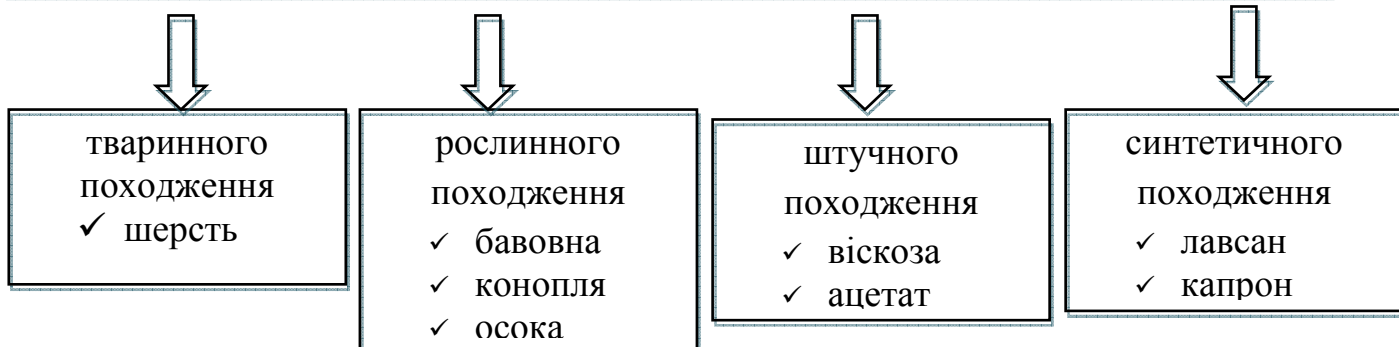 тваринного
походження
✓ шерсть
рослинного
походження
✓ бавовна
✓ конопля
✓ осока
штучного
походження
✓ віскоза
✓ ацетат
синтетичного
походження
✓ лавсан
✓ капрон